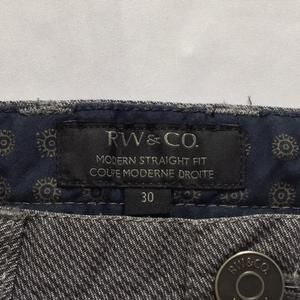 RW&CO.
MODERN STRAIGHT FIT
COUPE MODERNE DROITE
30
RW&CO.